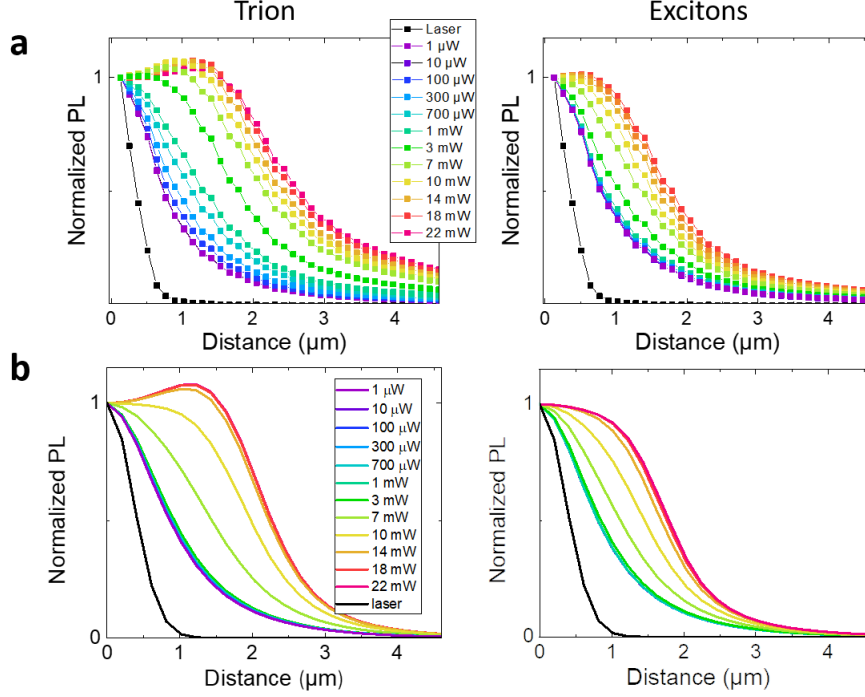 Trion
Excitons
a
Normalized PL
1
0 1 2 3 4
Distance (µm)
Laser
1 µW
10 µW
100 µW
300 µW
700 µW
1 mW
3 mW
7 mW
10 mW
14 mW
18 mW
22 mW
Normalized PL
1
0 1 2 3 4
Distance (µm)
b
Normalized PL
1
0
0 1 2 3 4
Distance (µm)
1 µW
10 µW
100 µW
300 µW
700 µW
1 mW
3 mW
7 mW
10 mW
14 mW
18 mW
22 mW
laser
Normalized PL
1
0
0 1 2 3 4
Distance (µm)